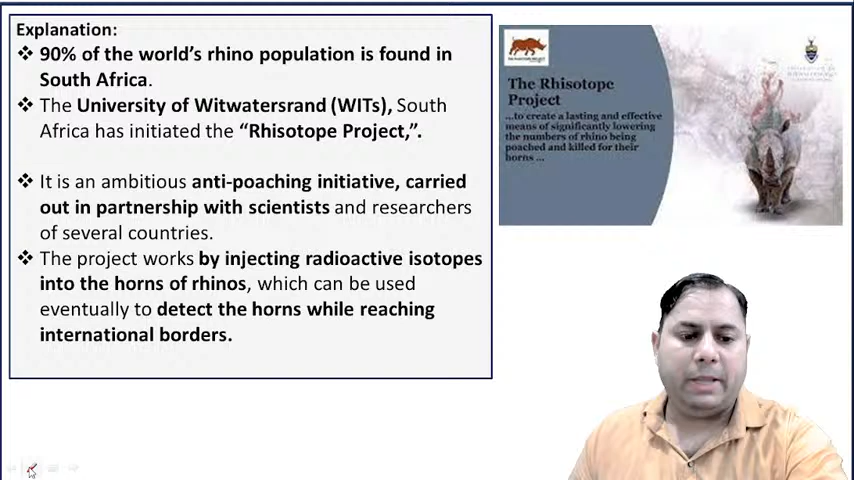 Explanation:
❖ 90% of the world's rhino population is found in
South Africa.
❖ The University of Witwatersrand (WITs), South
Africa has initiated the “Rhisotope Project,”.
❖ It is an ambitious anti-poaching initiative, carried
out in partnership with scientists and researchers
of several countries.
❖ The project works by injecting radioactive isotopes
into the horns of rhinos, which can be used
eventually to detect the horns while reaching
international borders.
The Rhisotope
Project
...to create a lasting and effective
means of significantly lowering
the numbers of rhino being
poached and killed for their
horns ...